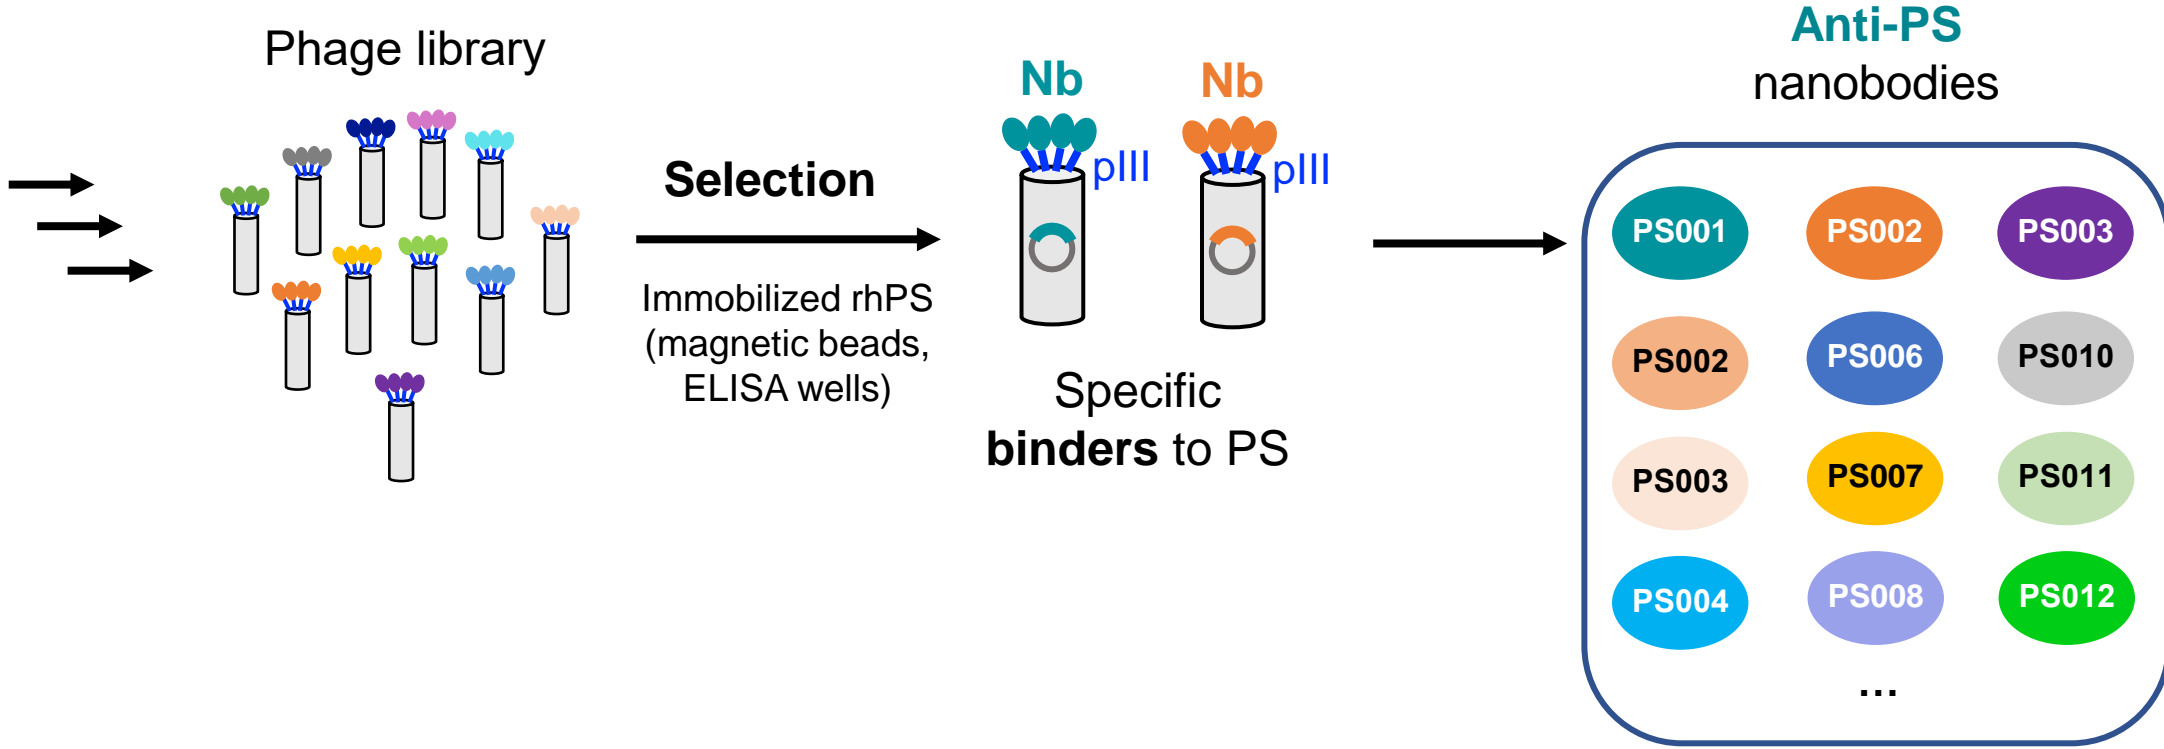 Phage library
Selection
Immobilized rhPS
(magnetic beads,
ELISA wells)
Nb
Nb
pIII
pIII
Specific
binders to PS
Anti-PS
nanobodies
PS001
PS002
PS003
PS002
PS006
PS010
PS003
PS007
PS011
PS004
PS008
PS012
...